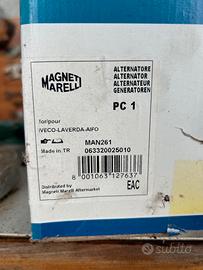 MAGNETI
MARELLI
ALTERNATORE
ALTERNATOR
ALTERNATEUR
GENERATOREN
PC 1
for/pour
IVECO-LAVERDA-AIFO
MAN261
Made in TR 063320025010
8 001063 127637
Distributed by
Magneti Marelli Aftermarket
EAC
subito